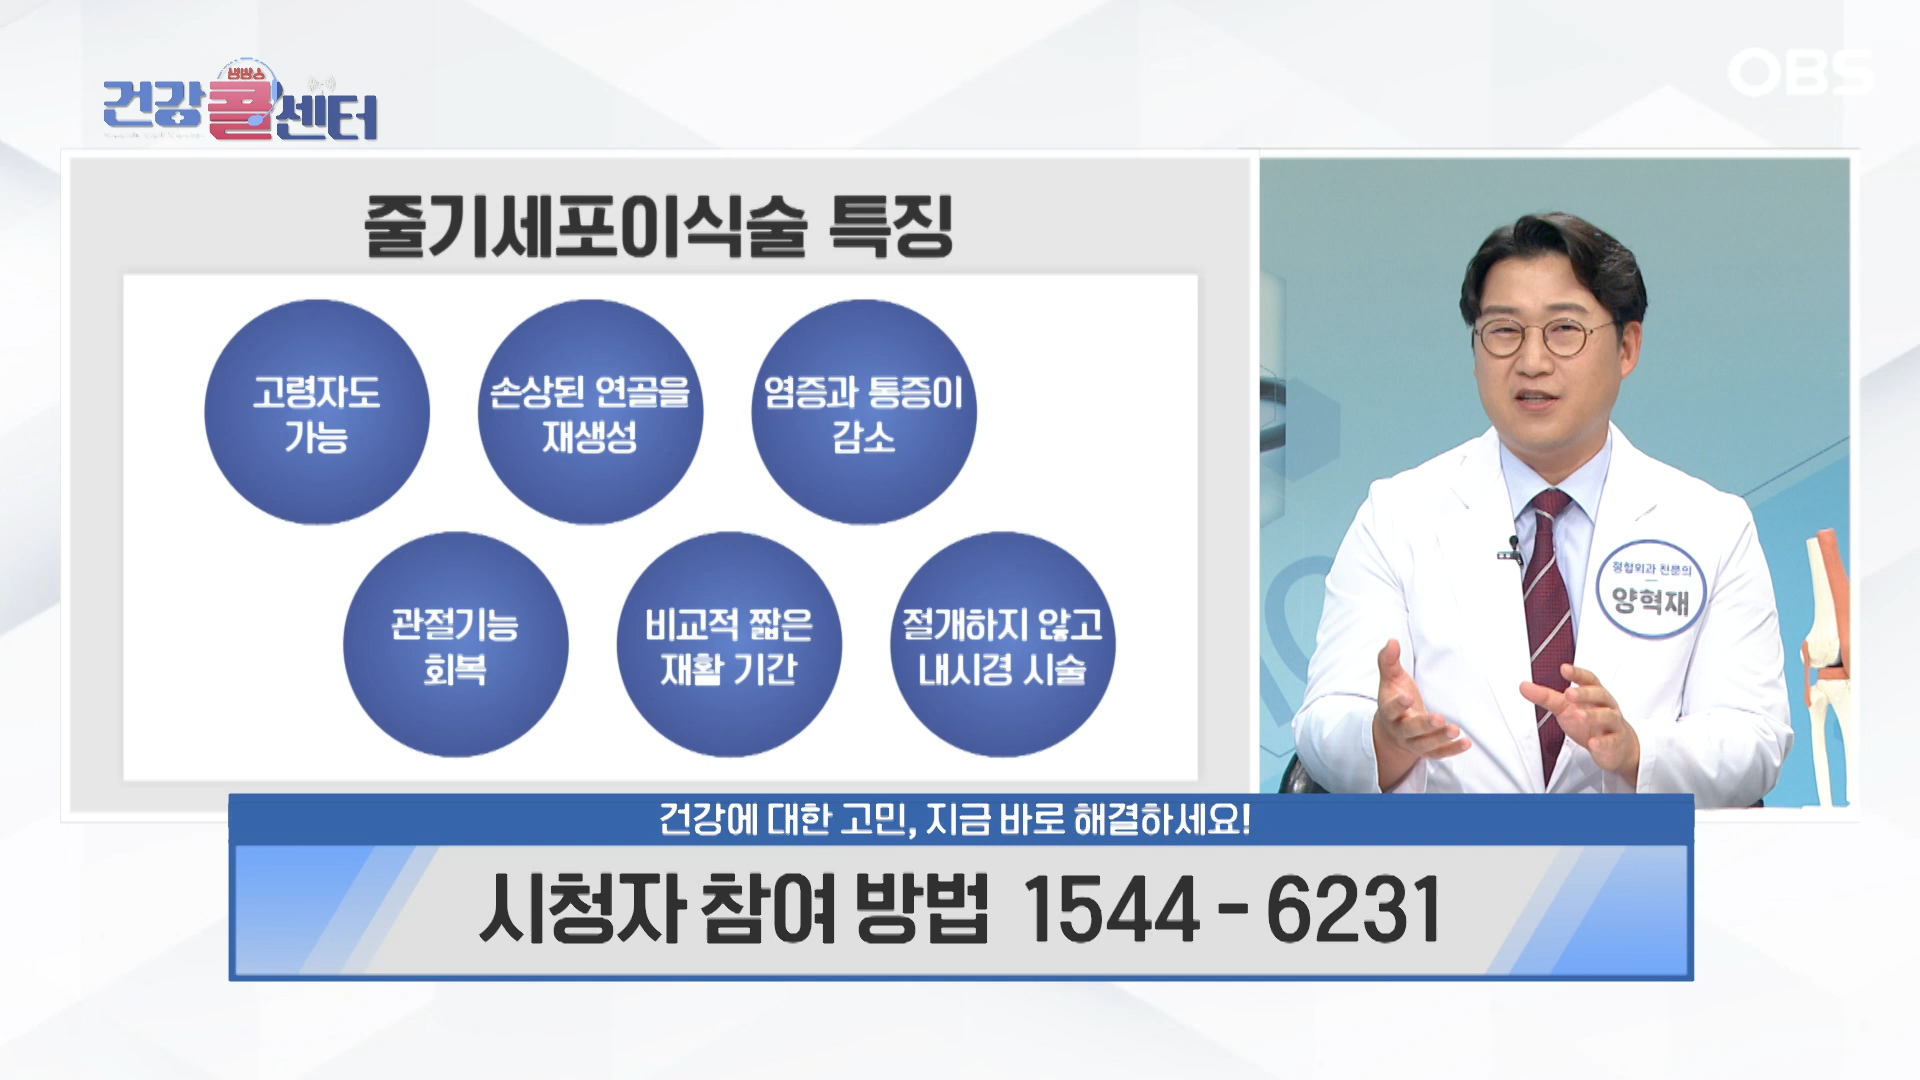 생방송
건강콜센터
OBS
줄기세포이식술 특징
고령자도
가능
손상된 연골을
재생성
염증과 통증이
감소
관절기능
회복
비교적 짧은
재활 기간
절개하지 않고
내시경 시술
정형외과 전문의
양혁재
건강에 대한 고민, 지금 바로 해결하세요!
시청자 참여 방법 1544 - 6231